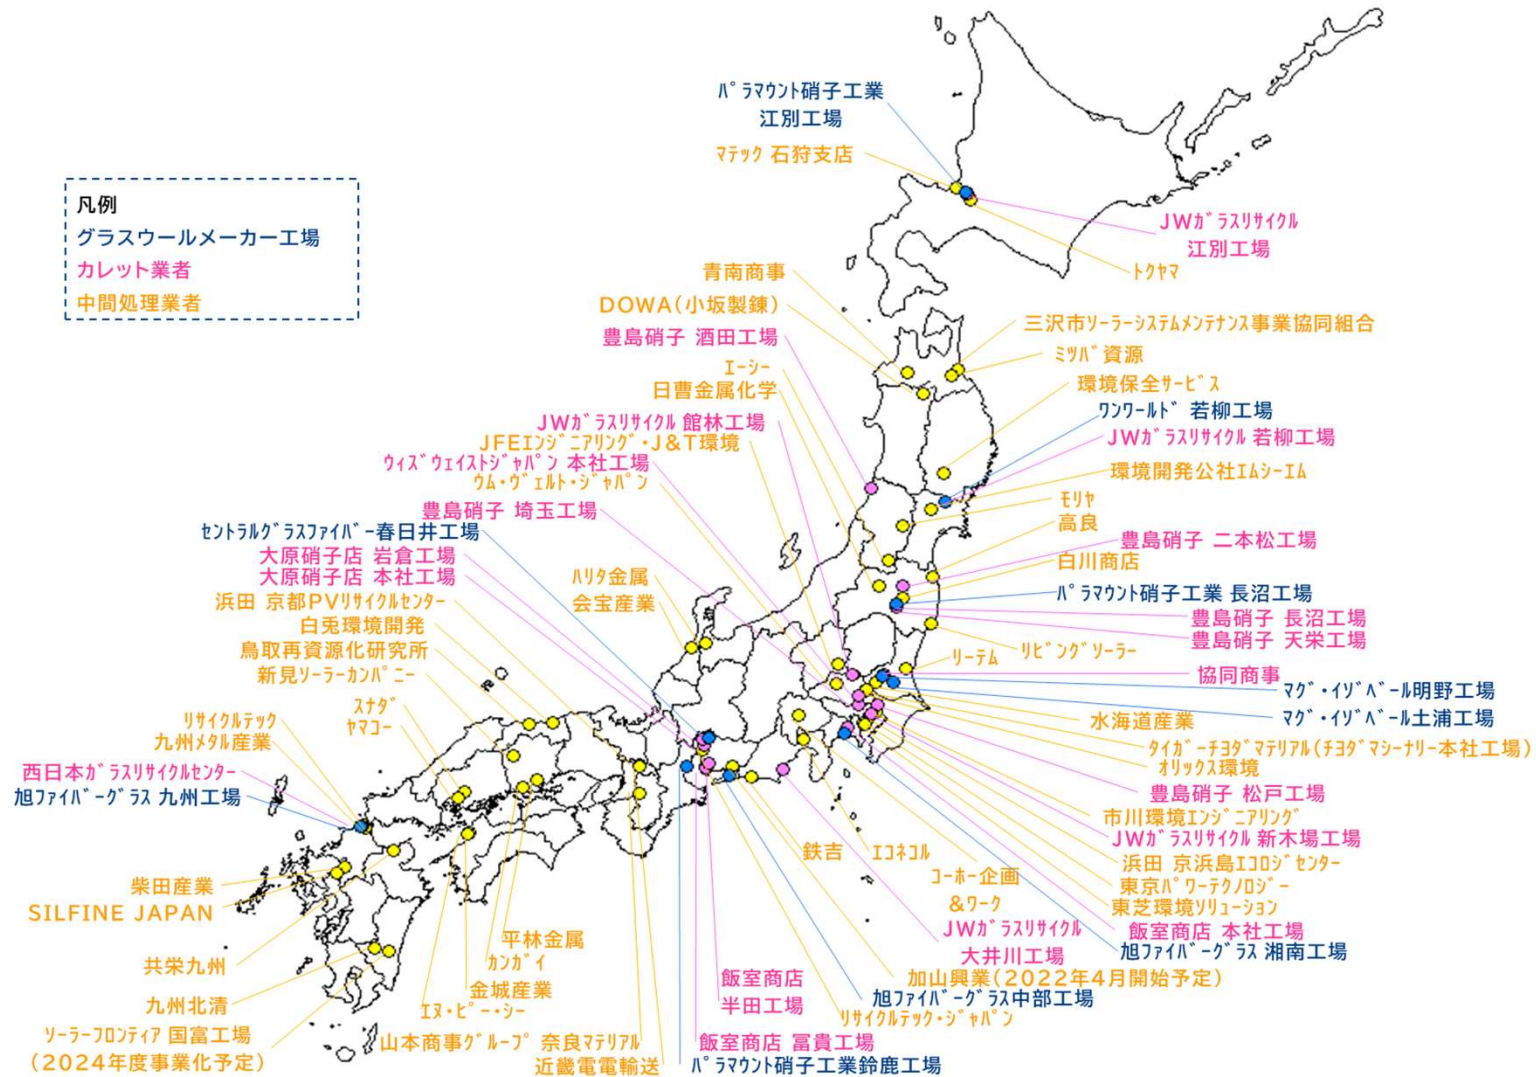 パラマウント硝子工業
江別工場
マテック 石狩支店
凡例
グラスウールメーカー工場
カレット業者
中間処理業者
JWガラスリサイクル
江別工場
トクヤマ
青南商事
DOWA(小坂製錬)
豊島硝子 酒田工場
エーシー
日曹金属化学
JWガラスリサイクル 館林工場
JFEエンジニアリング・J&T環境
ウィズウェイストジャパン 本社工場
ウム・ヴェルト・ジャパン
豊島硝子 埼玉工場
セントラルグラスファイバー春日井工場
大原硝子店 岩倉工場
大原硝子店 本社工場
浜田 京都PVリサイクルセンター
白兎環境開発
鳥取再資源化研究所
新見ソーラーカンパニー
スナダ
ヤマコー
リサイクルテック
九州メタル産業
西日本ガラスリサイクルセンター
旭ファイバーグラス 九州工場
ハリタ金属
会宝産業
三沢市ソーラーシステムメンテナンス事業協同組合
ミツバ資源
環境保全サービス
ワンワールド 若柳工場
JWガラスリサイクル 若柳工場
環境開発公社エムシーエム
モリヤ
高良
豊島硝子 二本松工場
白川商店
パラマウント硝子工業 長沼工場
豊島硝子 長沼工場
豊島硝子 天栄工場
リビングソーラー
リーテム
協同商事
マグ・イゾベール明野工場
マグ・イゾベール土浦工場
水海道産業
タイガーチヨダマテリアル(チヨダマシーナリー本社工場)
オリックス環境
豊島硝子 松戸工場
市川環境エンジニアリング
JWガラスリサイクル 新木場工場
浜田 京浜島エコロジセンター
東京パワーテクノロジー
東芝環境ソリューション
飯室商店 本社工場
旭ファイバーグラス 湘南工場
鉄吉
エコネコル
コーホー企画
&ワーク
JWガラスリサイクル
大井川工場
加山興業(2022年4月開始予定)
旭ファイバーグラス中部工場
リサイクルテック・ジャパン
飯室商店
半田工場
飯室商店 冨貴工場
パラマウント硝子工業鈴鹿工場
柴田産業
SILFINE JAPAN
共栄九州
九州北清
ソーラーフロンティア 国富工場
(2024年度事業化予定)
平林金属
カンガイ
金城産業
エヌ・ピー・シー
山本商事グループ 奈良マテリアル
近畿電電輸送